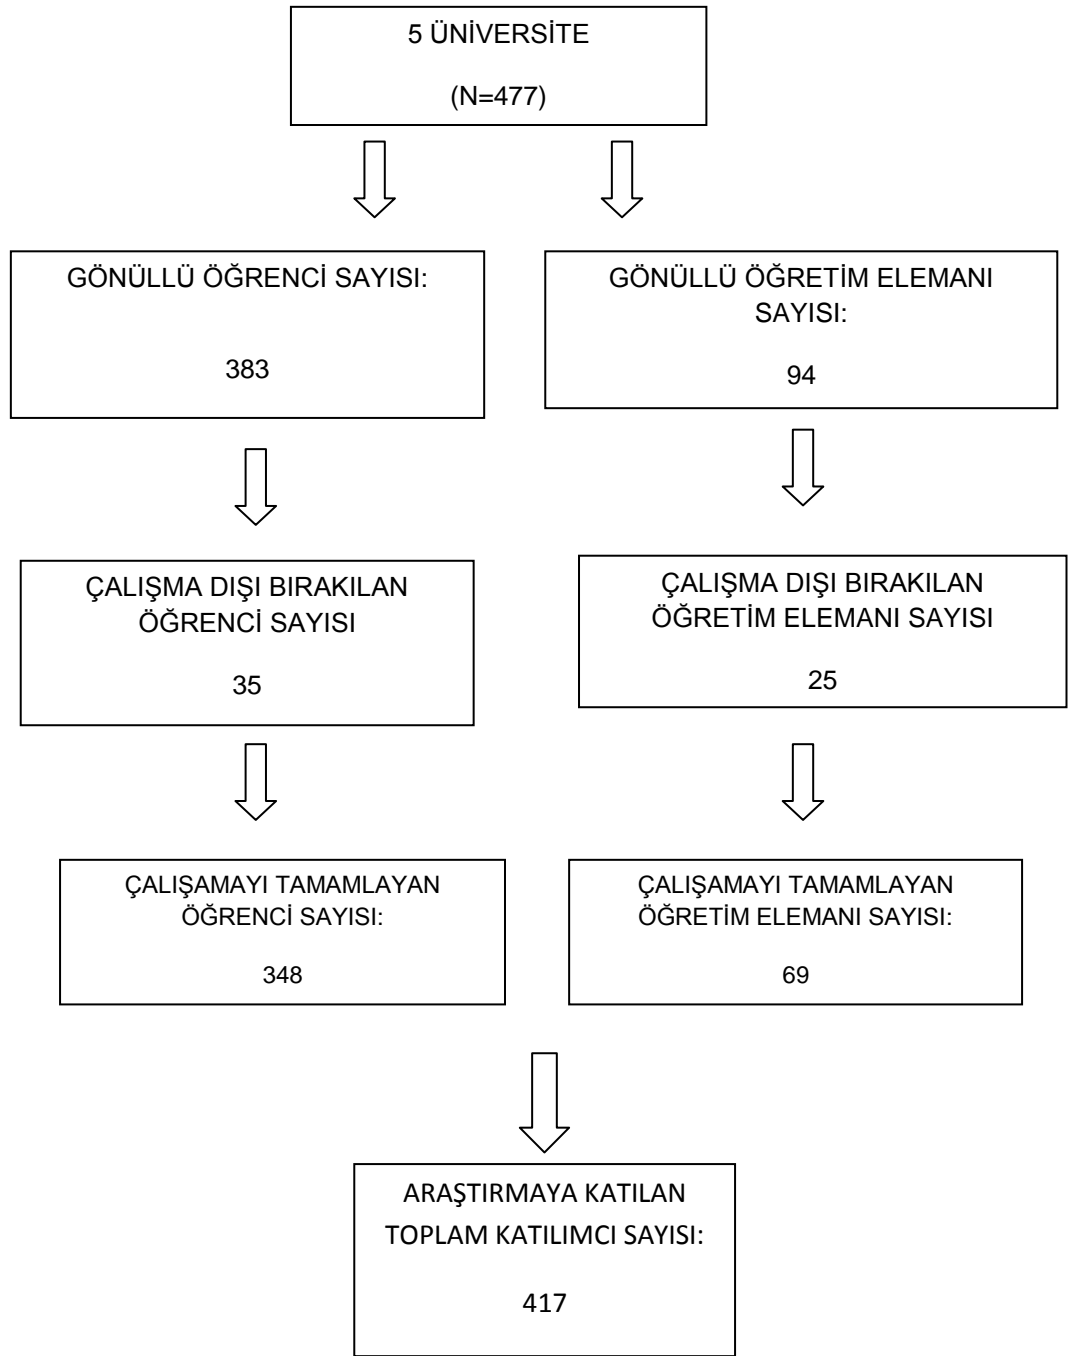 5 ÜNİVERSİTE
(N=477)
GÖNÜLLÜ ÖĞRENCİ SAYISI:
383
GÖNÜLLÜ ÖĞRETİM ELEMANI
SAYISI:
94
ÇALIŞMA DIŞI BIRAKILAN
ÖĞRENCİ SAYISI
35
ÇALIŞMA DIŞI BIRAKILAN
ÖĞRETİM ELEMANI SAYISI
25
ÇALIŞAMAYI TAMAMLAYAN
ÖĞRENCİ SAYISI:
348
ÇALIŞAMAYI TAMAMLAYAN
ÖĞRETİM ELEMANI SAYISI:
69
ARAŞTIRMAYA KATILAN
TOPLAM KATILIMCI SAYISI:
417